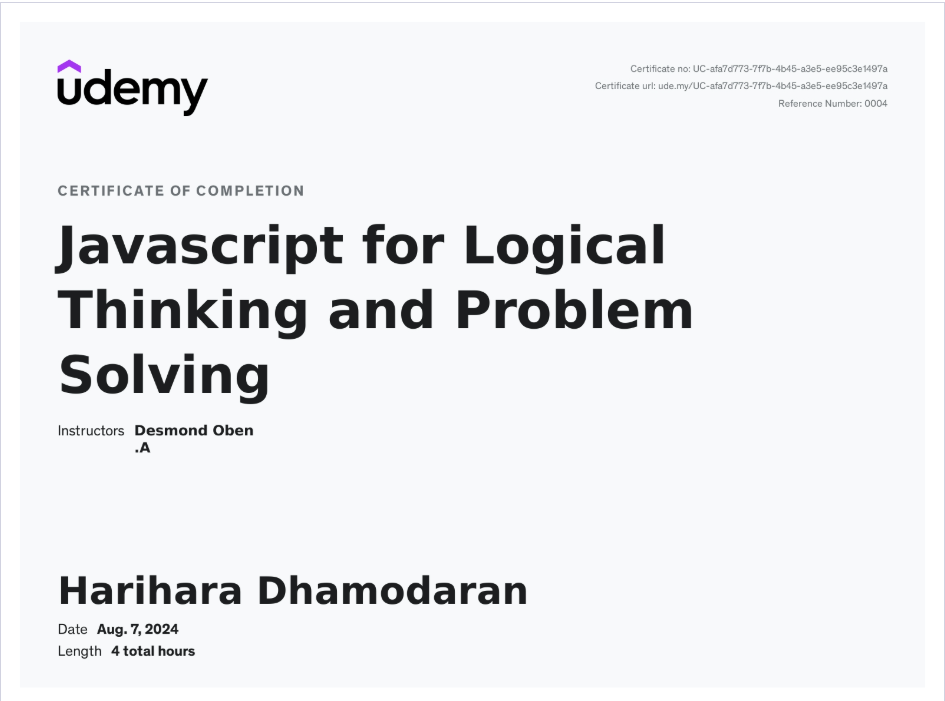 udemy
Certificate no: UC-afa7d773-7f7b-4b45-a3e5-ee95c3e1497a
Certificate url: ude.my/UC-afa7d773-7f7b-4b45-a3e5-ee95c3e1497a
Reference Number: 0004
CERTIFICATE OF COMPLETION
Javascript for Logical
Thinking and Problem
Solving
Instructors Desmond Oben
.A
Harihara Dhamodaran
Date Aug. 7, 2024
Length 4 total hours